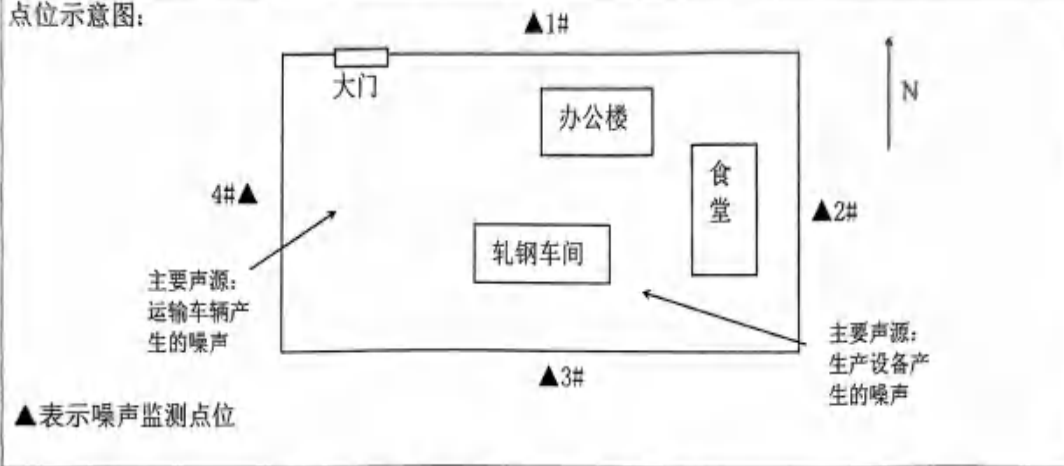 点位示意图:
▲1#
大门
N
办公楼
食
堂
4#▲
▲2#
轧钢车间
主要声源:
运输车辆产
生的噪声
主要声源:
生产设备产
生的噪声
▲3#
▲表示噪声监测点位